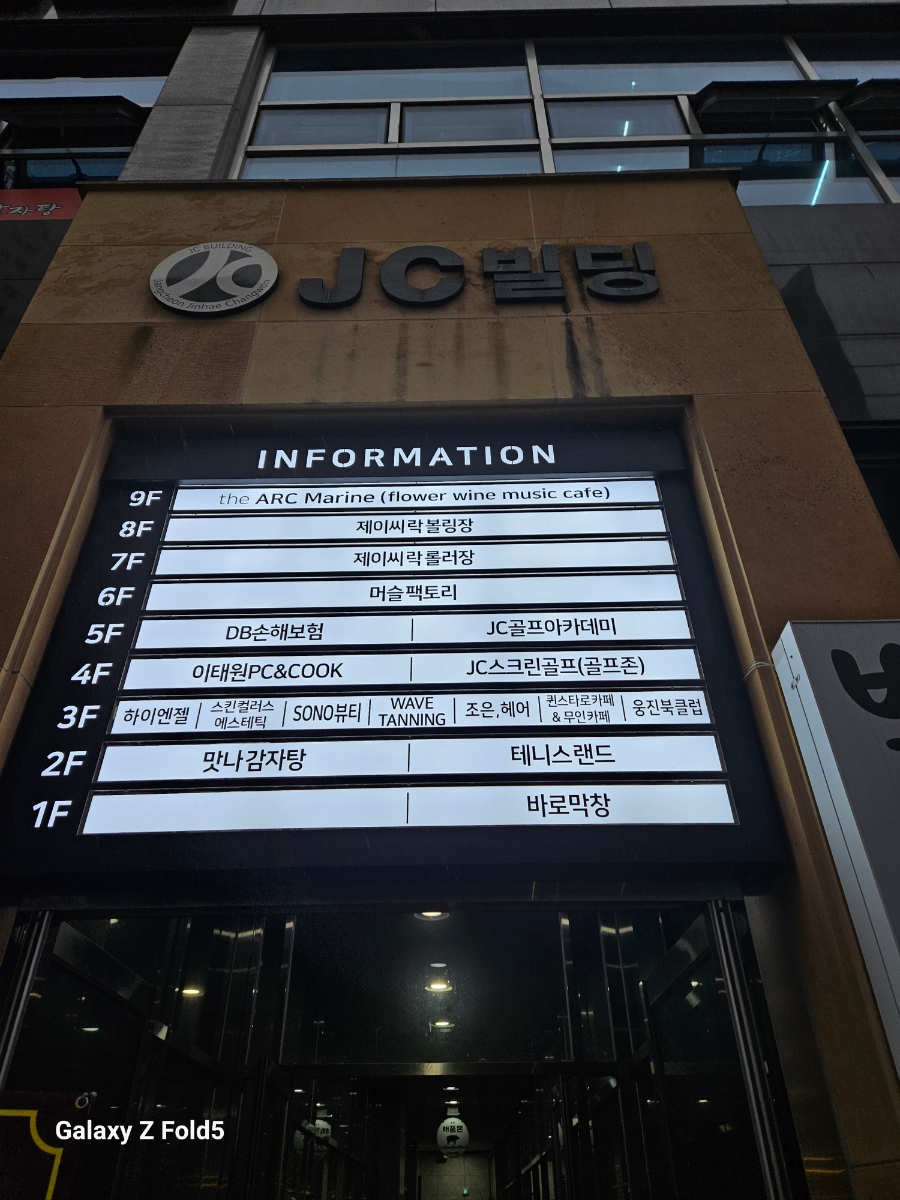 감자탕
JC BUILDING
Jangcheon Jinhae Changwon
JC빌딩
INFORMATION
9F the ARC Marine (flower wine music cafe)
8F 제이씨락볼링장
7F 제이씨락롤러장
6F 머슬팩토리
5F DB손해보험 JC골프아카데미
4F 이태원PC&COOK JC스크린골프(골프존)
3F 하이엔젤 스킨컬러스 에스테틱 SONO뷰티 WAVE TANNING 조은,헤어 퀸스타로카페 & 무인카페 웅진북클럽
2F 맛나감자탕 테니스랜드
1F 바로막창
Galaxy Z Fold5